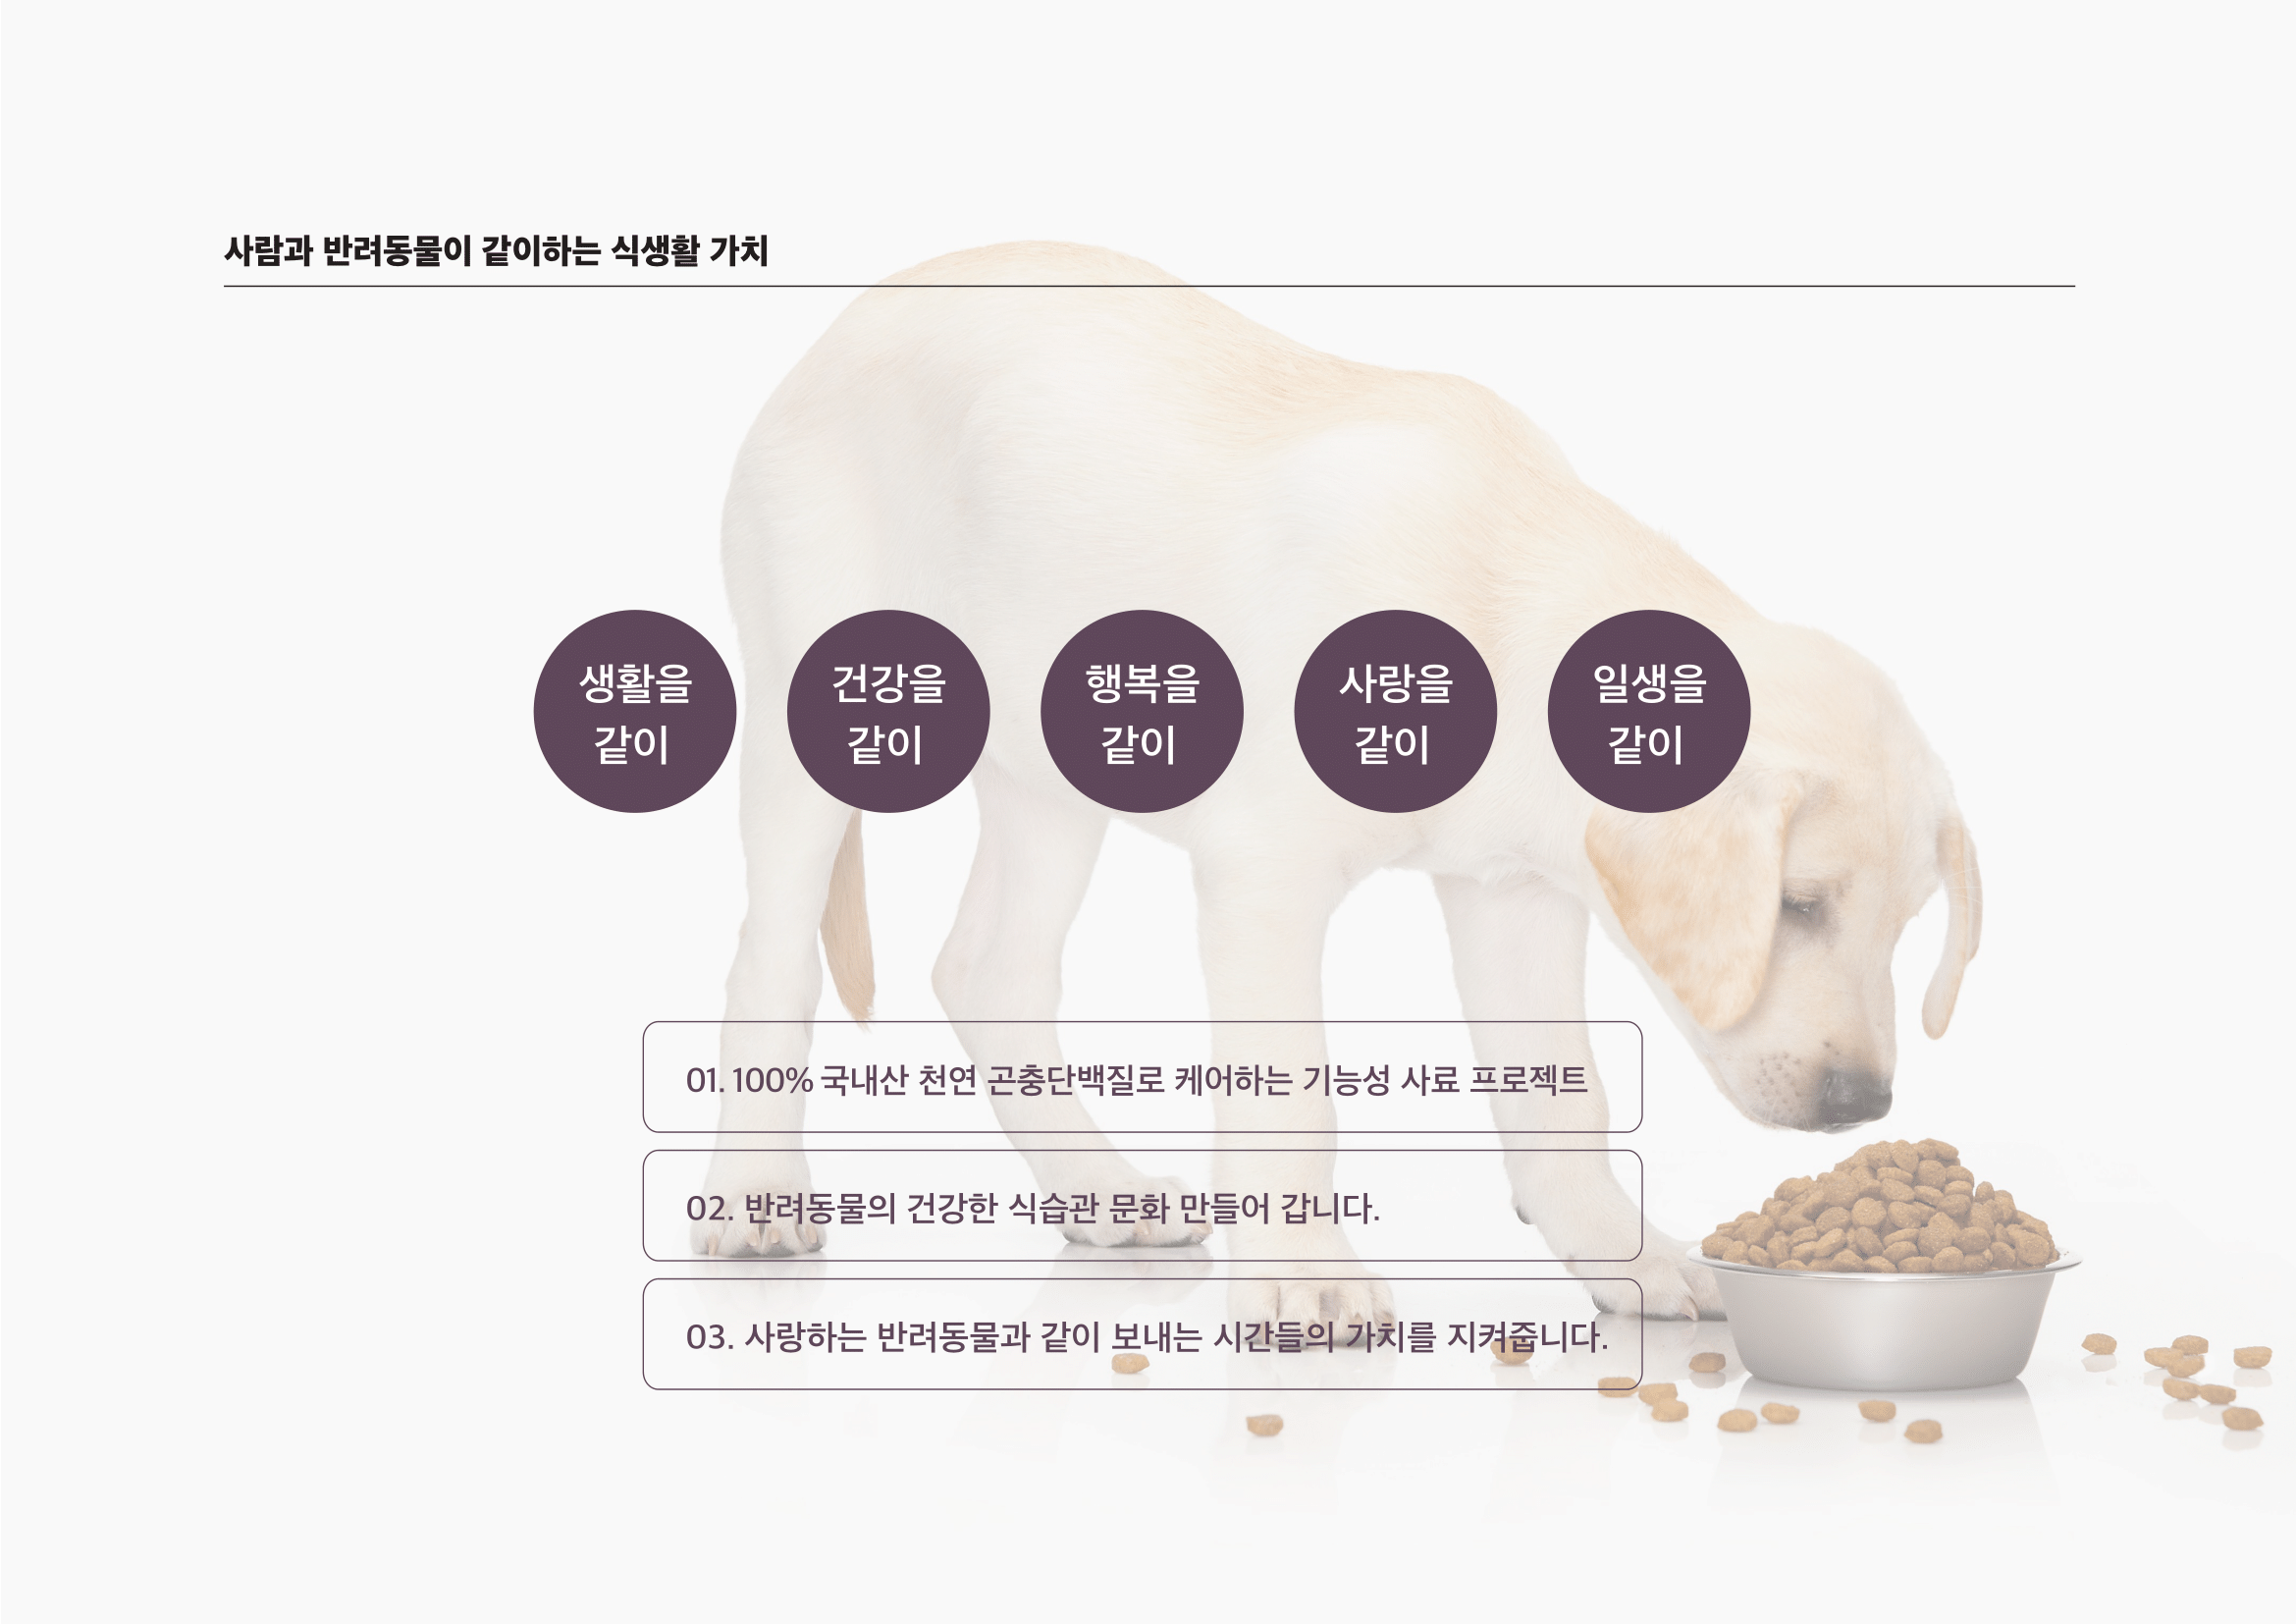 사람과 반려동물이 같이하는 식생활 가치
생활을
같이
건강을
같이
행복을
같이
사랑을
같이
일생을
같이
01. 100% 국내산 천연 곤충단백질로 케어하는 기능성 사료 프로젝트
02. 반려동물의 건강한 식습관 문화 만들어 갑니다.
03. 사랑하는 반려동물과 같이 보내는 시간들의 가치를 지켜줍니다.